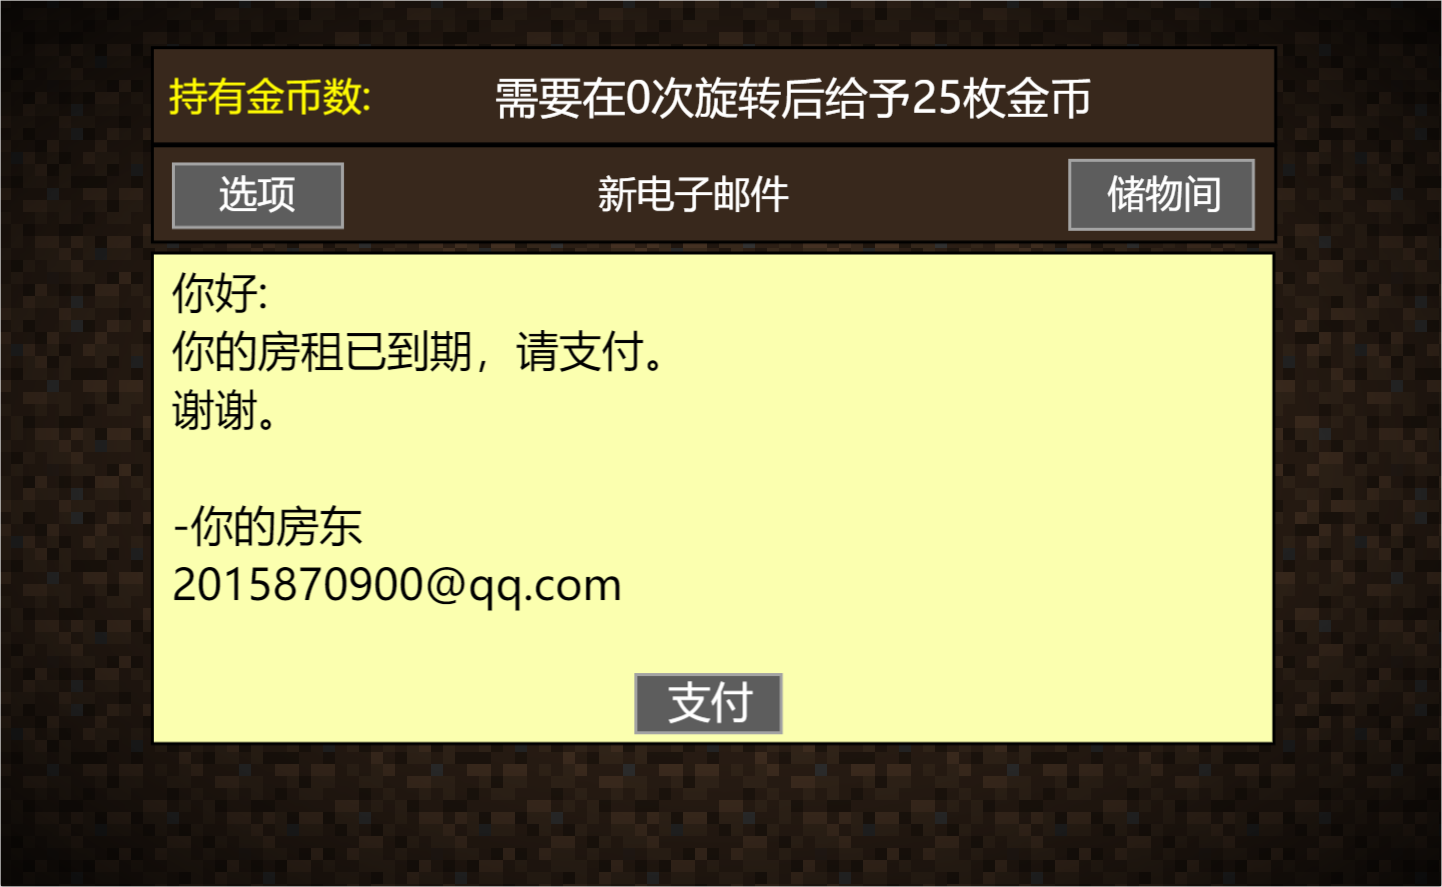 持有金币数:
需要在0次旋转后给予25枚金币
选项
新电子邮件
储物间
你好:
你的房租已到期，请支付。
谢谢。
-你的房东
2015870900@qq.com
支付